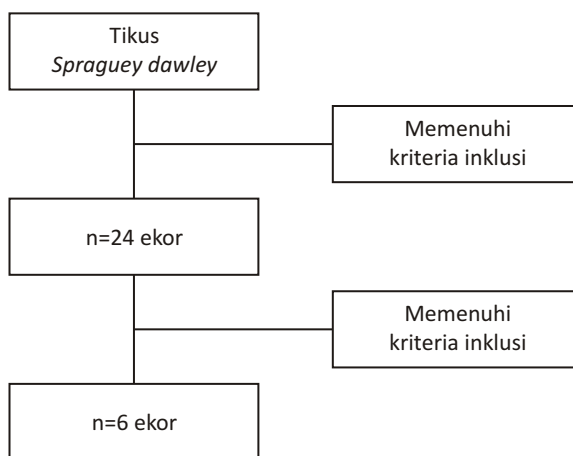 Tikus
Spraguey dawley
Memenuhi
kriteria inklusi
n=24 ekor
Memenuhi
kriteria inklusi
n=6 ekor